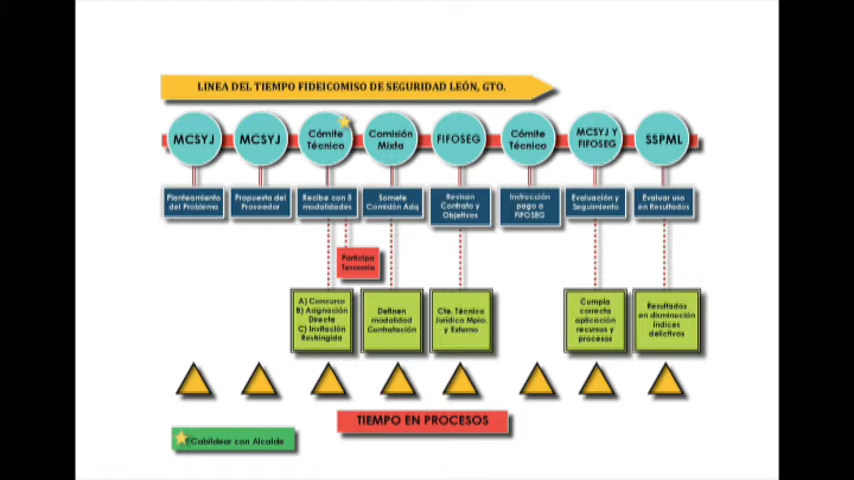 LINEA DEL TIEMPO FIDEICOMISO DE SEGURIDAD LEÓN, GTO.
MCSYJ
MCSYJ
Cómite
Técnico
Comisión
Mixta
FIFOSEG
Cómite
Técnico
MCSYJ Y
FIFOSEG
SSPML
Planteamiento
del Problema
Propuesta del
Proveedor
Recibe con 3
modalidades
Somete
Comisión Adq
Revisan
Contrato y
Objetivos
Instrucción
pago a
FIFOSEG
Evaluación y
Seguimiento
Evaluar uso
en Resultados
Participa
Tesorería
A) Concurso
B) Asignación
Directa
C) Invitación
Restringida
Definen
modalidad
Contratación
Cte. Técnico
Jurídico Mpio.
y Externo
Cumpla
correcta
aplicación
recursos y
procesos
Resultados
en disminución
índices
delictivos
TIEMPO EN PROCESOS
Cabildear con Alcalde